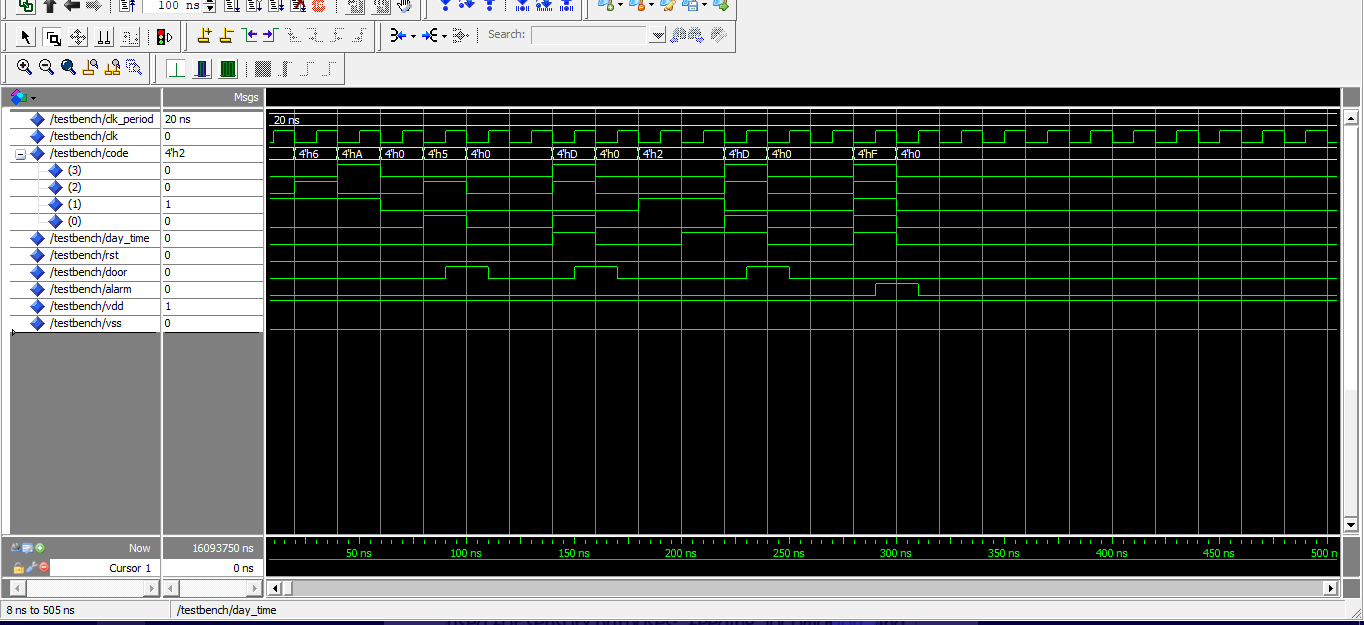 100 ns
Search:
Msgs
/testbench/clk_period 20 ns 20 ns
/testbench/clk 0
/testbench/code 4'h2 4'h6 4'hA 4'h0 4'h5 4'h0 4'hD 4'h0 4'h2 4'hD 4'h0 4'hF 4'h0
(3) 0
(2) 0
(1) 1
(0) 0
/testbench/day_time 0
/testbench/rst 0
/testbench/door 0
/testbench/alarm 0
/testbench/vdd 1
/testbench/vss 0
Now 16093750 ns
50 ns 100 ns 150 ns 200 ns 250 ns 300 ns 350 ns 400 ns 450 ns 500 n
Cursor 1 0 ns
8 ns to 505 ns /testbench/day_time